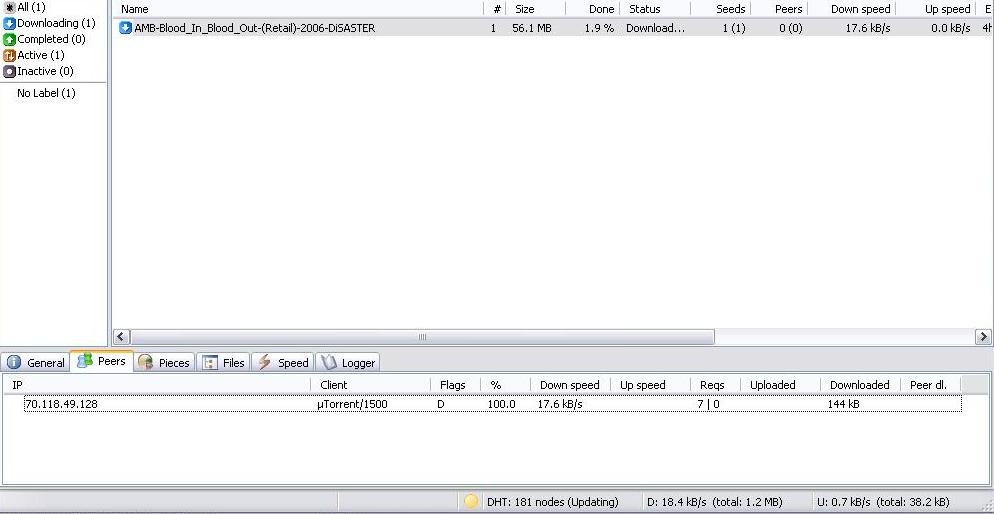 All (1)
Downloading (1)
Completed (0)
Active (1)
Inactive (0)
No Label (1)
Name # Size Done Status Seeds Peers Down speed Up speed E
AMB-Blood_In_Blood_Out-(Retail)-2006-DiSASTER 1 56.1 MB 1.9 % Download... 1 (1) 0 (0) 17.6 kB/s 0.0 kB/s 4h
General Peers Pieces Files Speed Logger
IP Client Flags % Down speed Up speed Reqs Uploaded Downloaded Peer dl.
70.118.49.128 µTorrent/1500 D 100.0 17.6 kB/s 7 | 0 144 kB
DHT: 181 nodes (Updating) D: 18.4 kB/s (total: 1.2 MB) U: 0.7 kB/s (total: 38.2 kB)